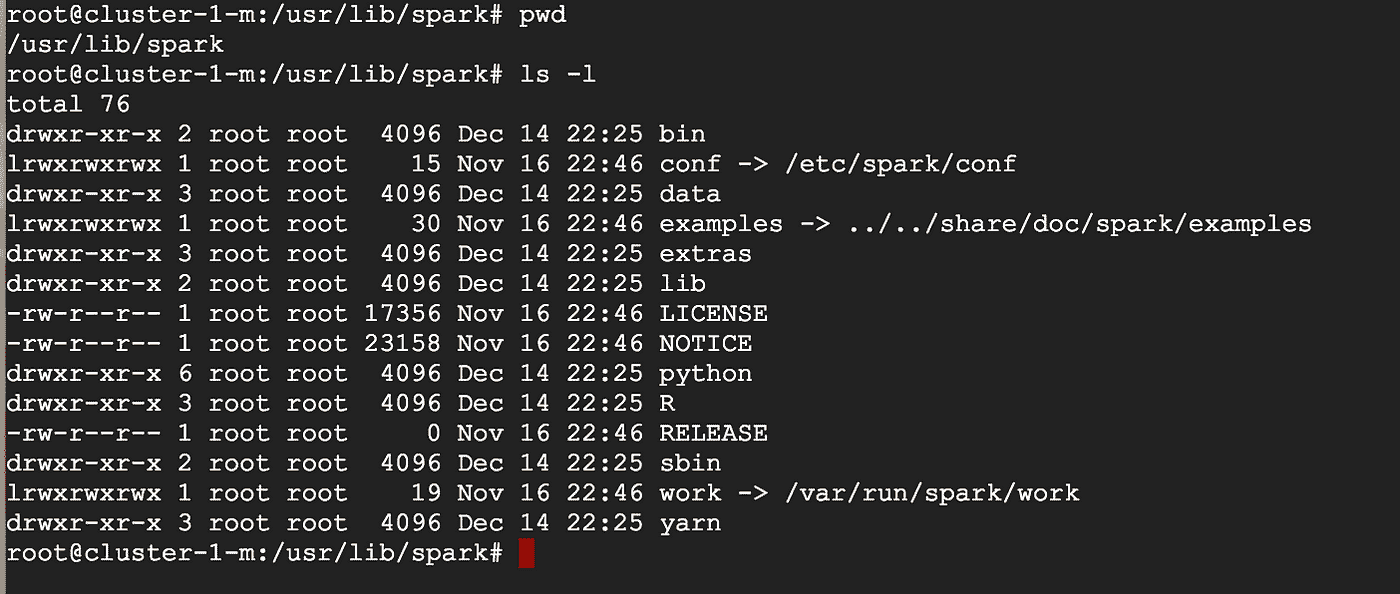 root@cluster-1-m:/usr/lib/spark# pwd
/usr/lib/spark
root@cluster-1-m:/usr/lib/spark# ls -l
total 76
drwxr-xr-x 2 root root  4096 Dec 14 22:25 bin
lrwxrwxrwx 1 root root    15 Nov 16 22:46 conf -> /etc/spark/conf
drwxr-xr-x 3 root root  4096 Dec 14 22:25 data
lrwxrwxrwx 1 root root    30 Nov 16 22:46 examples -> ../../share/doc/spark/examples
drwxr-xr-x 3 root root  4096 Dec 14 22:25 extras
drwxr-xr-x 2 root root  4096 Dec 14 22:25 lib
-rw-r--r-- 1 root root 17356 Nov 16 22:46 LICENSE
-rw-r--r-- 1 root root 23158 Nov 16 22:46 NOTICE
drwxr-xr-x 6 root root  4096 Dec 14 22:25 python
drwxr-xr-x 3 root root  4096 Dec 14 22:25 R
-rw-r--r-- 1 root root     0 Nov 16 22:46 RELEASE
drwxr-xr-x 2 root root  4096 Dec 14 22:25 sbin
lrwxrwxrwx 1 root root    19 Nov 16 22:46 work -> /var/run/spark/work
drwxr-xr-x 3 root root  4096 Dec 14 22:25 yarn
root@cluster-1-m:/usr/lib/spark#